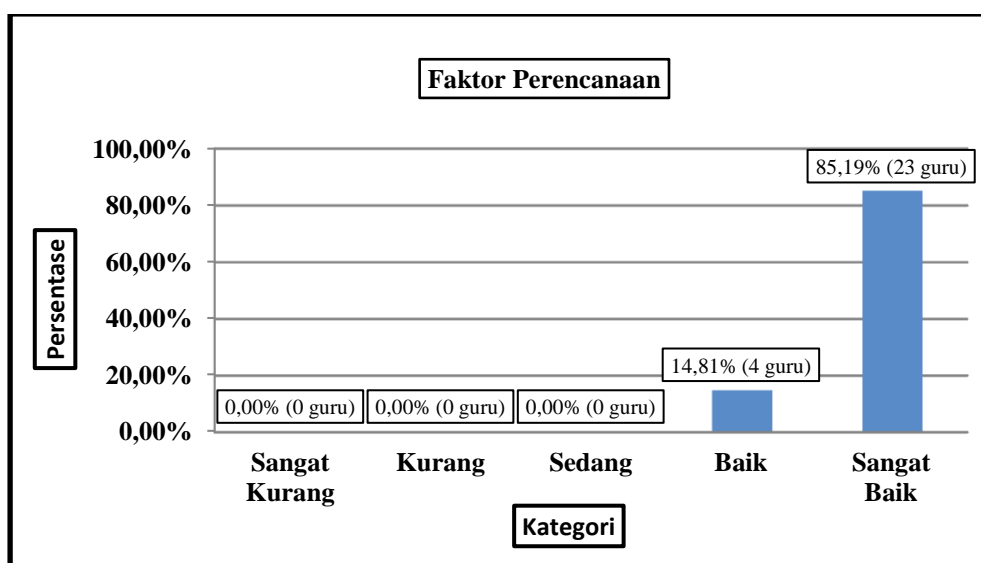 Faktor Perencanaan
100,00%
85,19% (23 guru)
80,00%
60,00%
Persentase
40,00%
14,81% (4 guru)
20,00%
0,00% (0 guru) 0,00% (0 guru) 0,00% (0 guru)
0,00%
Sangat Kurang Sedang Baik Sangat
Kurang Baik
Kategori